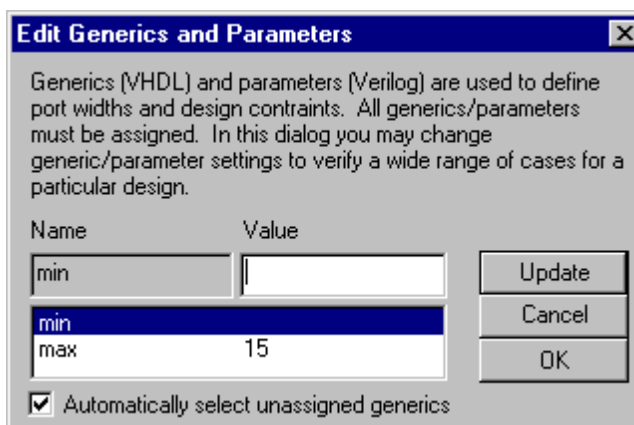 Edit Generics and Parameters
Generics (VHDL) and parameters (Verilog) are used to define
port widths and design contraints. All generics/parameters
must be assigned. In this dialog you may change
generic/parameter settings to verify a wide range of cases for a
particular design.
Name Value
min Update
min Cancel
max 15 OK
Automatically select unassigned generics